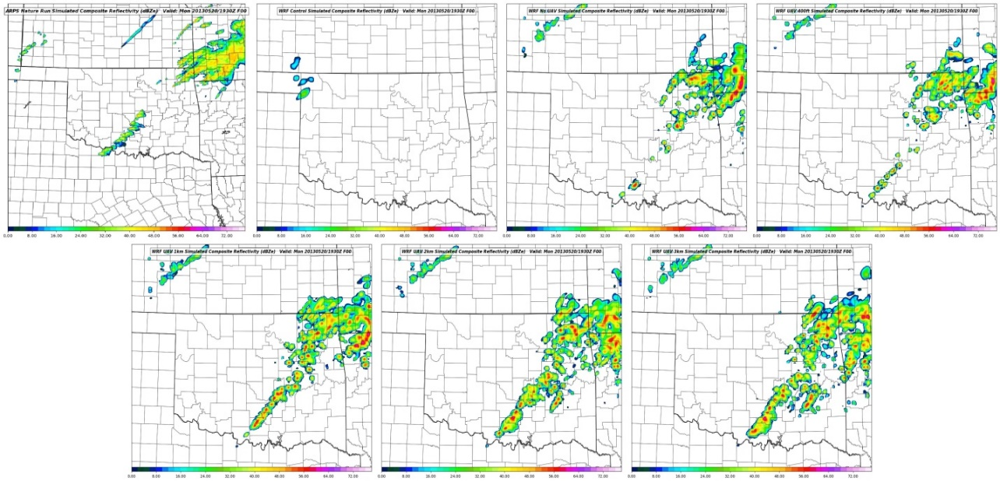 ARPS Nature Run Simulated Composite Reflectivity (dBZe) Valid: Mon 20130520/1930Z F00
WRF Control Simulated Composite Reflectivity (dBZe) Valid: Mon 20130520/1930Z F00
WRF No UAV Simulated Composite Reflectivity (dBZe) Valid: Mon 20130520/1930Z F00
WRF UAV 400ft Simulated Composite Reflectivity (dBZe) Valid: Mon 20130520/1930Z F00
0.00 8.00 16.00 24.00 32.00 40.00 48.00 56.00 64.00 72.00
0.00 8.00 16.00 24.00 32.00 40.00 48.00 56.00 64.00 72.00
0.00 8.00 16.00 24.00 32.00 40.00 48.00 56.00 64.00 72.00
0.00 8.00 16.00 24.00 32.00 40.00 48.00 56.00 64.00 72.00
WRF UAV 1km Simulated Composite Reflectivity (dBZe) Valid: Mon 20130520/1930Z F00
WRF UAV 2km Simulated Composite Reflectivity (dBZe) Valid: Mon 20130520/1930Z F00
WRF UAV 3km Simulated Composite Reflectivity (dBZe) Valid: Mon 20130520/1930Z F00
0.00 8.00 16.00 24.00 32.00 40.00 48.00 56.00 64.00 72.00
0.00 8.00 16.00 24.00 32.00 40.00 48.00 56.00 64.00 72.00
0.00 8.00 16.00 24.00 32.00 40.00 48.00 56.00 64.00 72.00